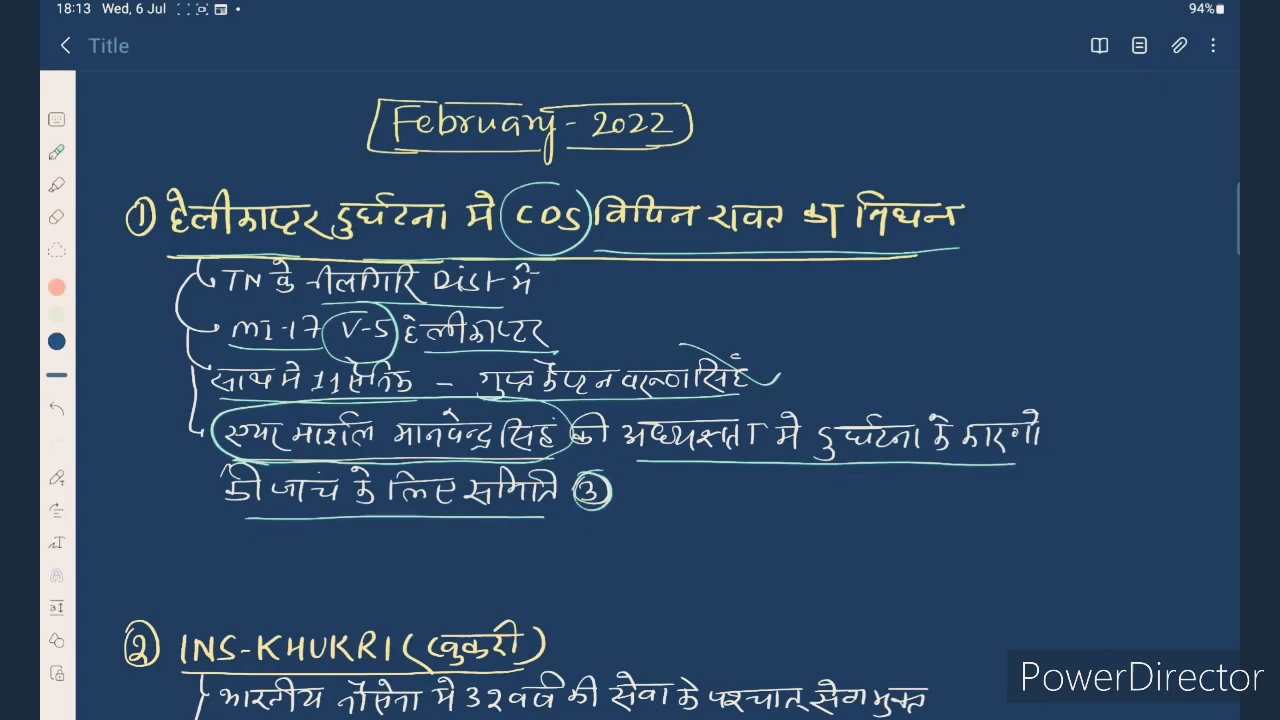 18:13 Wed, 6 Jul
94%
Title
February - 2022
① हेलीकाप्टर दुर्घटना मे CDS विपिन रावत का निधन
TN के नीलगिरि में
MI-17 V-5 हेलीकाप्टर
साथ मे 11 सैनिक - गुप्र केप्टन वरूण सिंह
एयर मार्शल मानवेन्द्र सिंह की अध्यक्षता मे दुर्घटना के कारणो
की जांच के लिए समिति ③
② INS-KHUKRI (खुकरी)
भारतीय नौसेना मे 32 वर्ष की सेवा के पश्चात् सेवामुक्त
PowerDirector